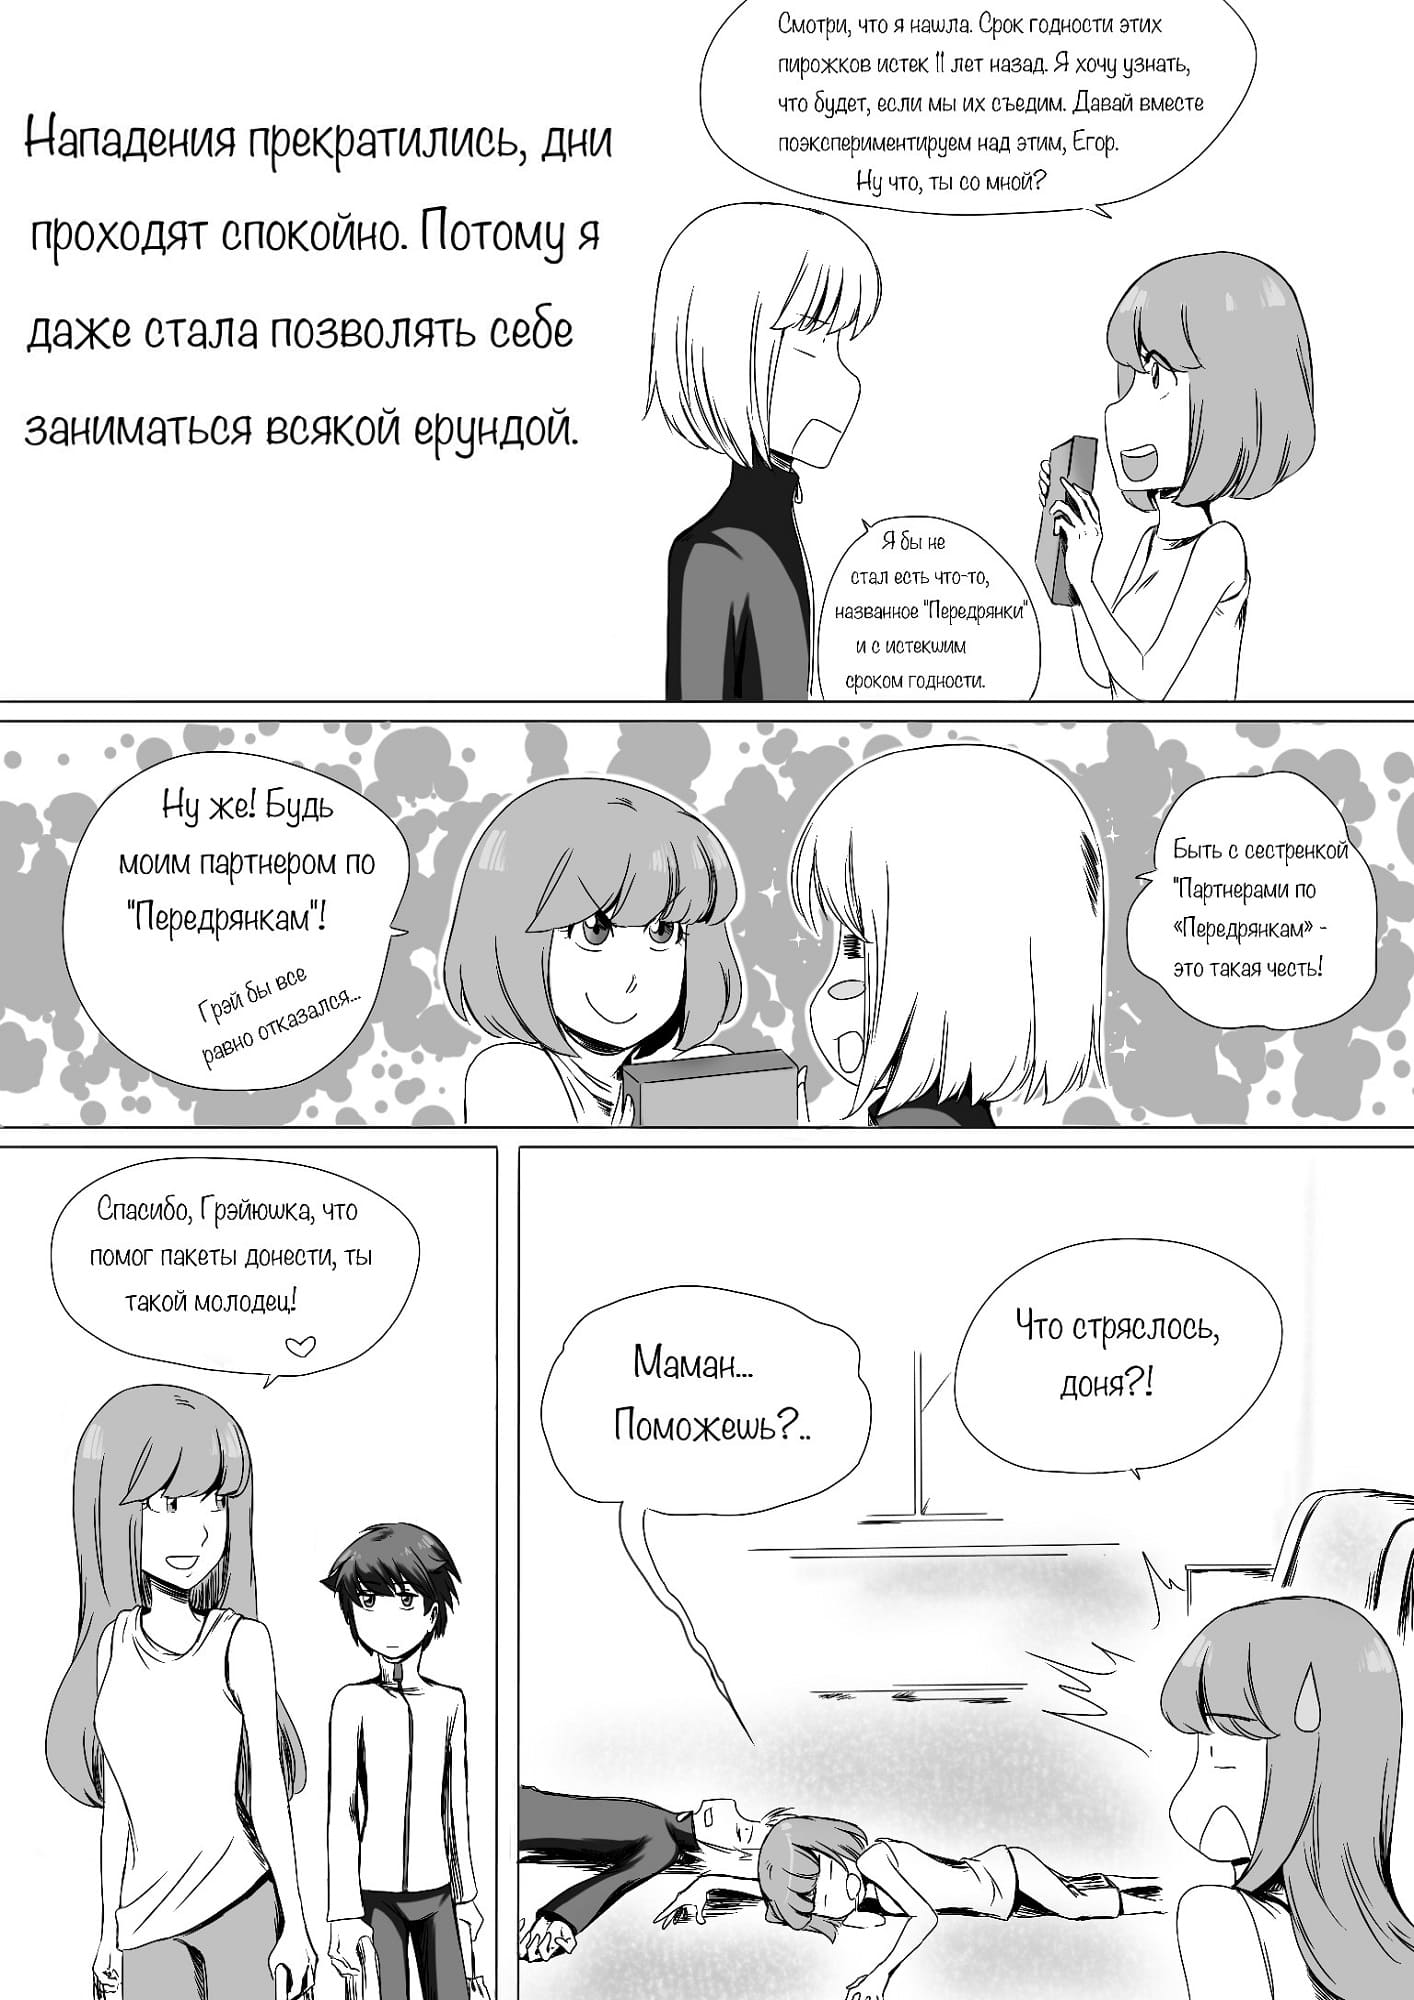 Смотри, что я нашла. Срок годности этих
пирожков истек 11 лет назад. Я хочу узнать,
что будет, если мы их съедим. Давай вместе
поэкспериментируем над этим, Егор.
Ну что, ты со мной?
Нападения прекратились, дни
проходят спокойно. Потому я
даже стала позволять себе
заниматься всякой ерундой.
Я бы не
стал есть что-то,
названное "Передрянки"
и с истекшим
сроком годности.
Ну же! Будь
моим партнером по
"Передрянкам"!
Грэй бы все
равно отказался...
Быть с сестренкой
"Партнерами по
«Передрянкам» -
это такая честь!
Спасибо, Грэйюшка, что
помог пакеты донести, ты
такой молодец!
Маман...
Поможешь?..
Что стряслось,
доня?!